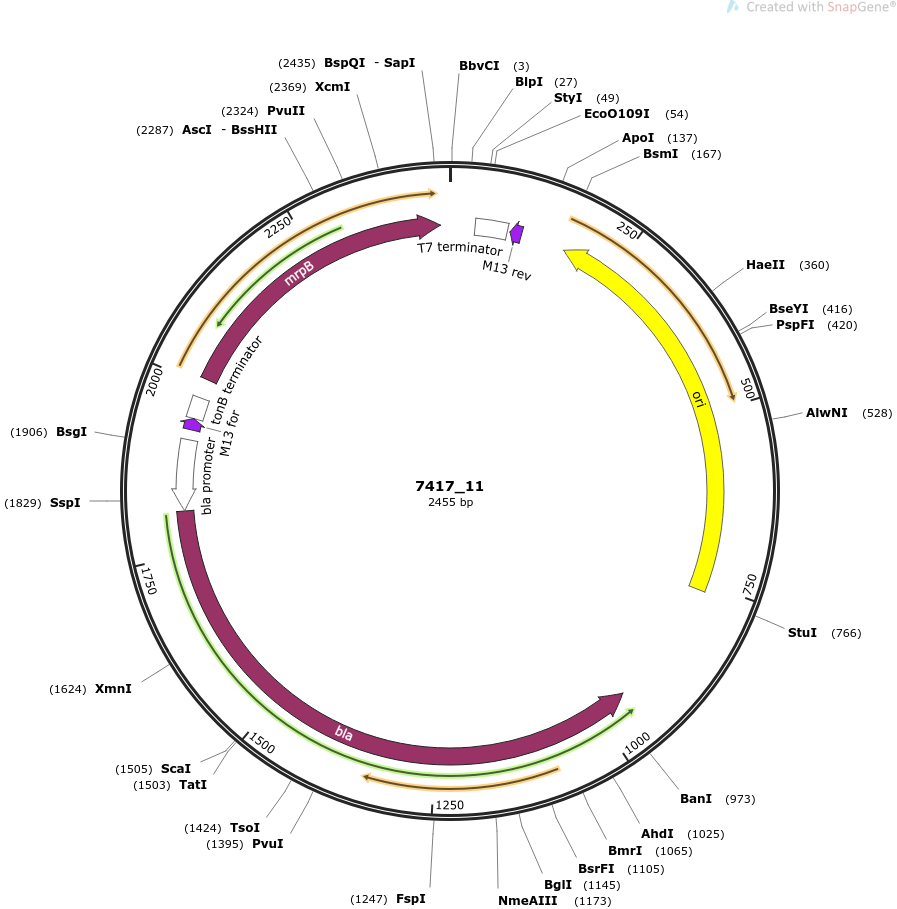 Created with SnapGene®
(2435) BspQI - SapI
BbvCI (3)
(2369) XcmI
BlpI (27)
(2324) PvuII
StyI (49)
(2287) AscI - BssHII
EcoO109I (54)
ApoI (137)
BsmI (167)
2250
250
T7 terminator
M13 rev
mrpB
HaeII (360)
BseYI (416)
PspFI (420)
2000
tonB terminator
500
ori
AlwNI (528)
(1906) BsgI
M13 for
bla promoter
7417_11
2455 bp
(1829) SspI
1750
750
StuI (766)
(1624) XmnI
bla
1500
1000
(1505) ScaI
(1503) TatI
BanI (973)
1250
(1424) TsoI
AhdI (1025)
(1395) PvuI
BmrI (1065)
BsrFI (1105)
BglI (1145)
(1247) FspI
NmeAIII (1173)